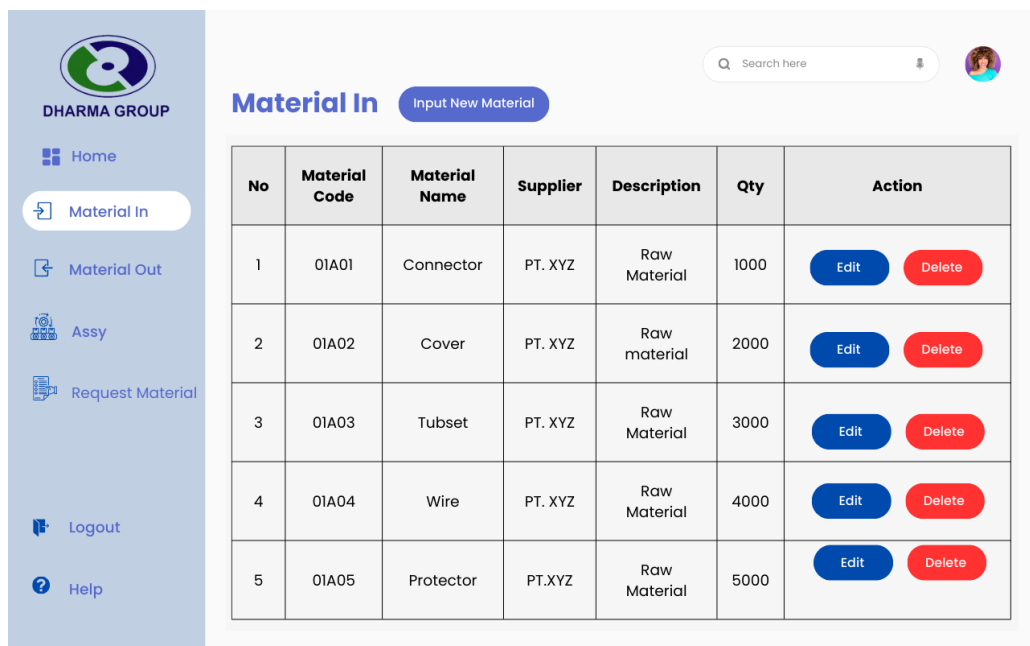 DHARMA GROUP
Home
Material In
Material Out
Assy
Request Material
Logout
Help
Search here
Material In
Input New Material
No
Material
Code
Material
Name
Supplier
Description
Qty
Action
1
01A01
Connector
PT. XYZ
Raw
Material
1000
Edit
Delete
2
01A02
Cover
PT. XYZ
Raw
material
2000
Edit
Delete
3
01A03
Tubset
PT. XYZ
Raw
Material
3000
Edit
Delete
4
01A04
Wire
PT. XYZ
Raw
Material
4000
Edit
Delete
5
01A05
Protector
PT.XYZ
Raw
Material
5000
Edit
Delete